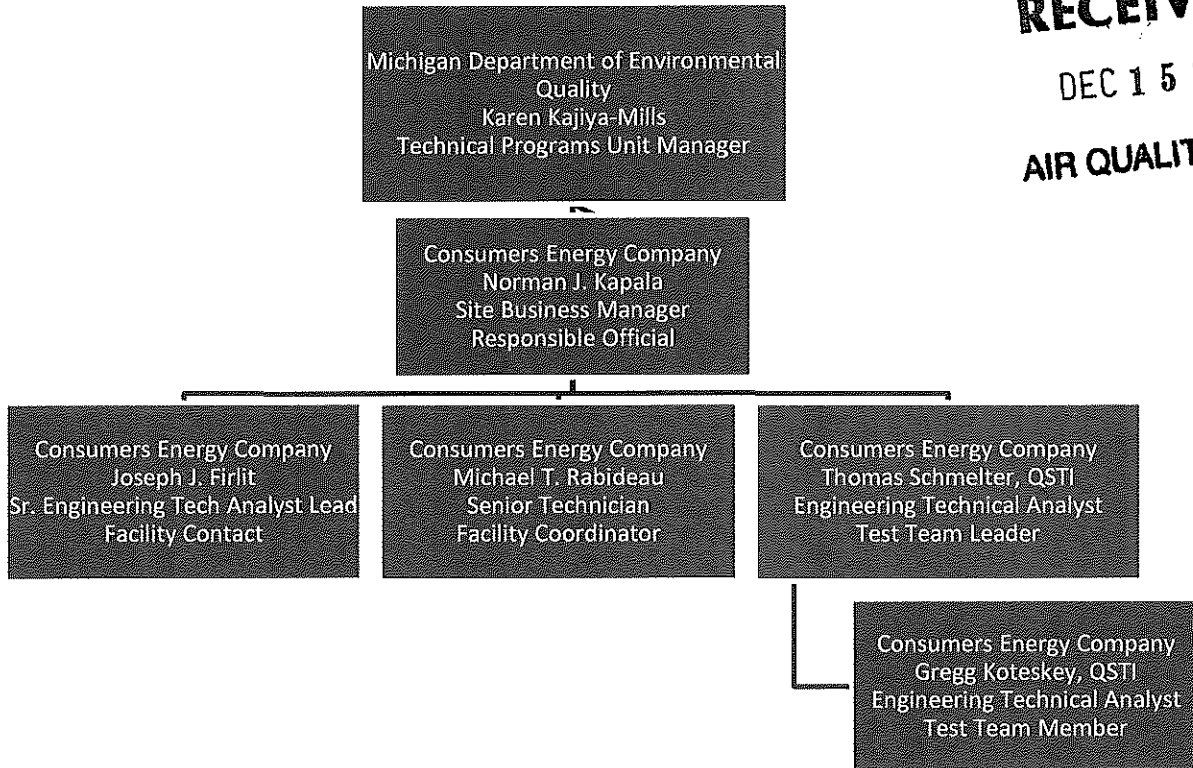 Michigan Department of Environmental
Quality
Karen Kajiya-Mills
Technical Programs Unit Manager
DEC 1 5
AIR
Consumers Energy Company
Norman J. Kapala
Site Business Manager
Responsible Official
Consumers Energy Company
Joseph J. Firlit
Sr. Engineering Tech Analyst Lead
Facility Contact
Consumers Energy Company
Michael T. Rabideau
Senior Technician
Facility Coordinator
Consumers Energy Company
Thomas Schmelter, QSTI
Engineering Technical Analyst
Test Team Leader
Consumers Energy Company
Gregg Koteskey, QSTI
Engineering Technical Analyst
Test Team Member